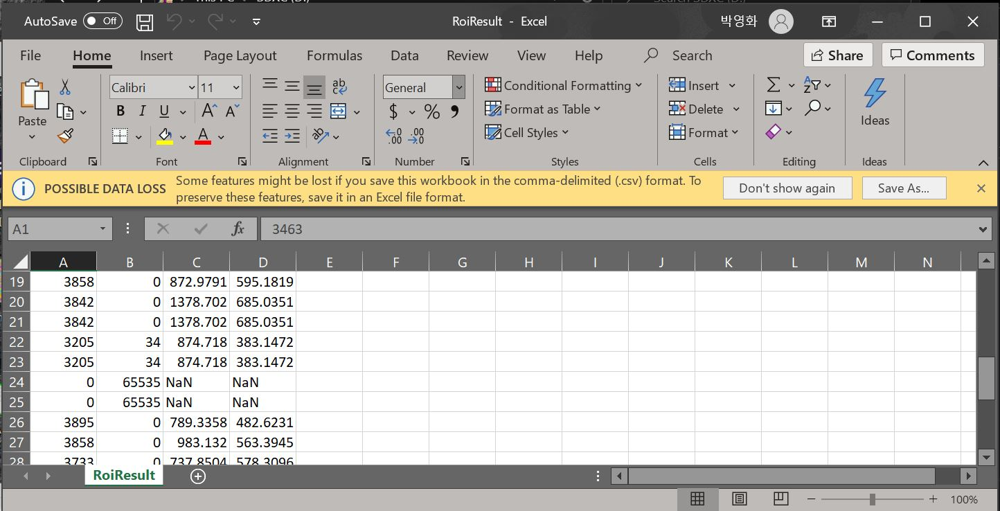 AutoSave Off RoiResult - Excel 박영화
File Home Insert Page Layout Formulas Data Review View Help Search Share Comments
Paste
Calibri 11
B I U A A A
ab
General
$ % 9
.00 .00
Conditional Formatting
Format as Table
Cell Styles
Insert
Delete
Format
Ideas
Clipboard Font Alignment Number Styles Cells Editing Ideas
POSSIBLE DATA LOSS Some features might be lost if you save this workbook in the comma-delimited (.csv) format. To
preserve these features, save it in an Excel file format. Don't show again Save As...
A1 fx 3463
A B C D E F G H I J K L M N
19 3858 0 872.9791 595.1819
20 3842 0 1378.702 685.0351
21 3842 0 1378.702 685.0351
22 3205 34 874.718 383.1472
23 3205 34 874.718 383.1472
24 0 65535 NaN NaN
25 0 65535 NaN NaN
26 3895 0 789.3358 482.6231
27 3858 0 983.132 563.3945
28 3733 0 737.8504 578.3096
RoiResult
100%